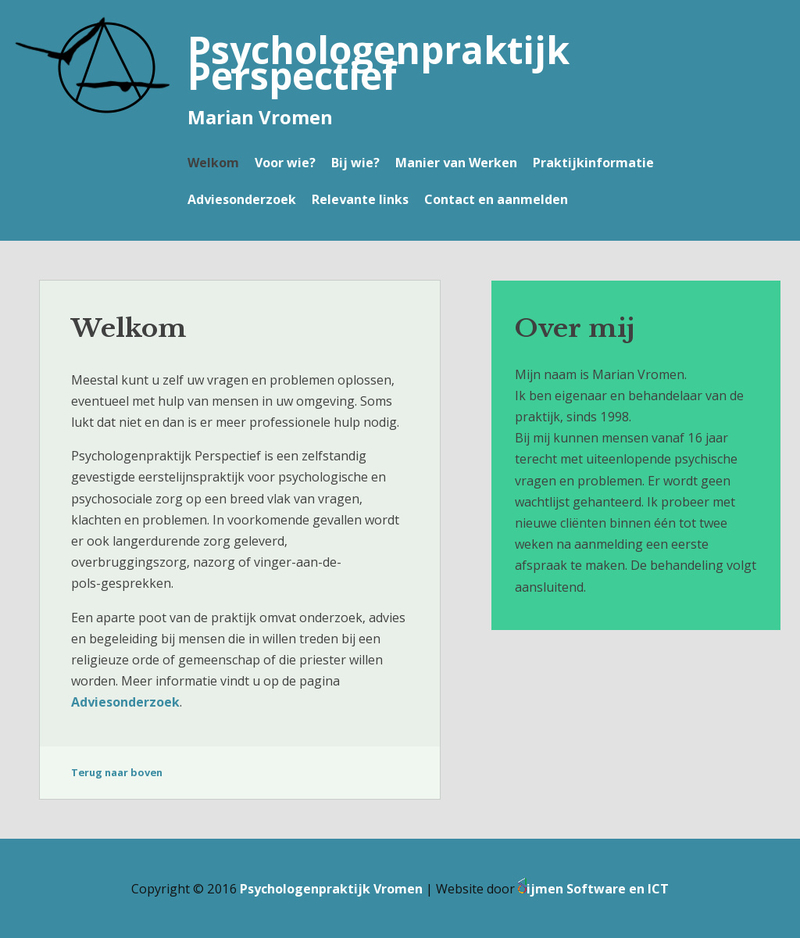 Psychologenpraktijk
Perspectief
Marian Vromen
Welkom Voor wie? Bij wie? Manier van Werken Praktijkinformatie
Adviesonderzoek Relevante links Contact en aanmelden
Welkom
Meestal kunt u zelf uw vragen en problemen oplossen,
eventueel met hulp van mensen in uw omgeving. Soms
lukt dat niet en dan is er meer professionele hulp nodig.
Psychologenpraktijk Perspectief is een zelfstandig
gevestigde eerstelijnspraktijk voor psychologische en
psychosociale zorg op een breed vlak van vragen,
klachten en problemen. In voorkomende gevallen wordt
er ook langerdurende zorg geleverd,
overbruggingszorg, nazorg of vinger-aan-de-
pols-gesprekken.
Een aparte poot van de praktijk omvat onderzoek, advies
en begeleiding bij mensen die in willen treden bij een
religieuze orde of gemeenschap of die priester willen
worden. Meer informatie vindt u op de pagina
Adviesonderzoek.
Terug naar boven
Over mij
Mijn naam is Marian Vromen.
Ik ben eigenaar en behandelaar van de
praktijk, sinds 1998.
Bij mij kunnen mensen vanaf 16 jaar
terecht met uiteenlopende psychische
vragen en problemen. Er wordt geen
wachtlijst gehanteerd. Ik probeer met
nieuwe cliënten binnen één tot twee
weken na aanmelding een eerste
afspraak te maken. De behandeling volgt
aansluitend.
Copyright © 2016 Psychologenpraktijk Vromen | Website door ijmen Software en ICT